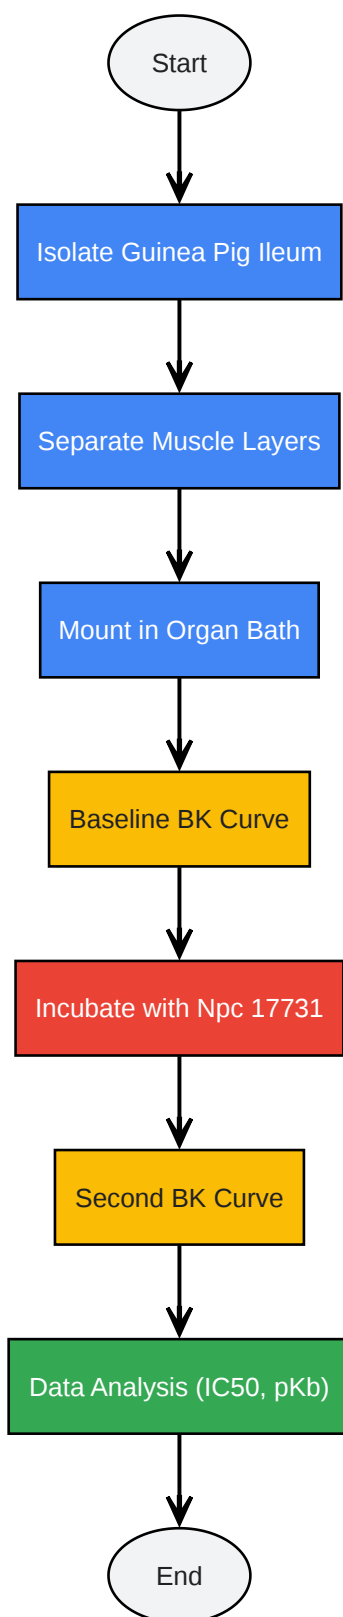 Start
Isolate Guinea Pig Ileum
Separate Muscle Layers
Mount in Organ Bath
Baseline BK Curve
Incubate with Npc 17731
Second BK Curve
Data Analysis (IC50, pKb)
End